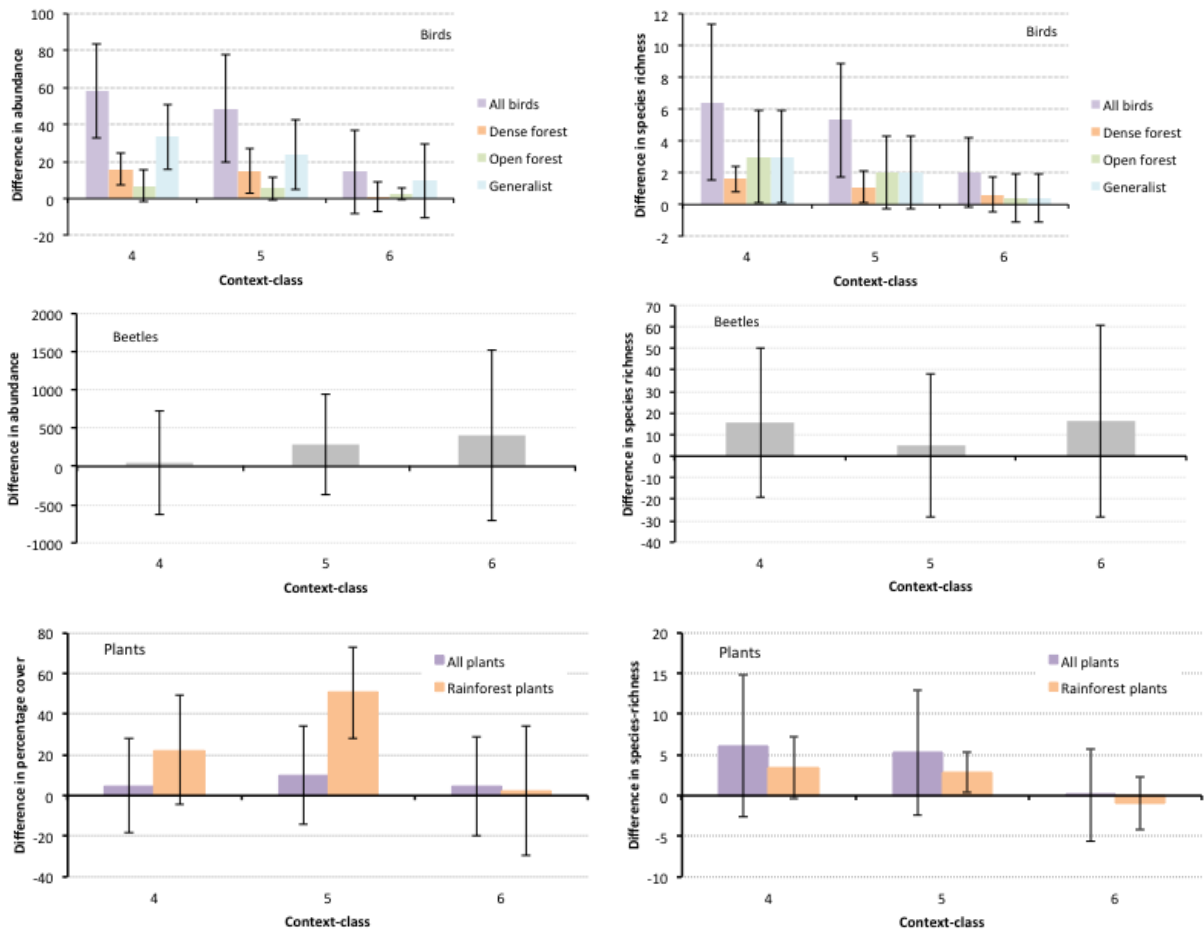 Difference in abundance
100
80
60
40
20
0
-20
Birds
All birds
Dense forest
Open forest
Generalist
4
5
6
Context-class
Difference in species richness
12
10
8
6
4
2
0
-2
Birds
All birds
Dense forest
Open forest
Generalist
4
5
6
Context-class
Difference in abundance
2000
1500
1000
500
0
-500
-1000
Beetles
4
5
6
Context-class
Difference in species richness
70
60
50
40
30
20
10
0
-10
-20
-30
-40
Beetles
4
5
6
Context-class
Difference in percentage cover
80
60
40
20
0
-20
-40
Plants
All plants
Rainforest plants
4
5
6
Context-class
Difference in species-richness
20
15
10
5
0
-5
-10
Plants
All plants
Rainforest plants
4
5
6
Context-class